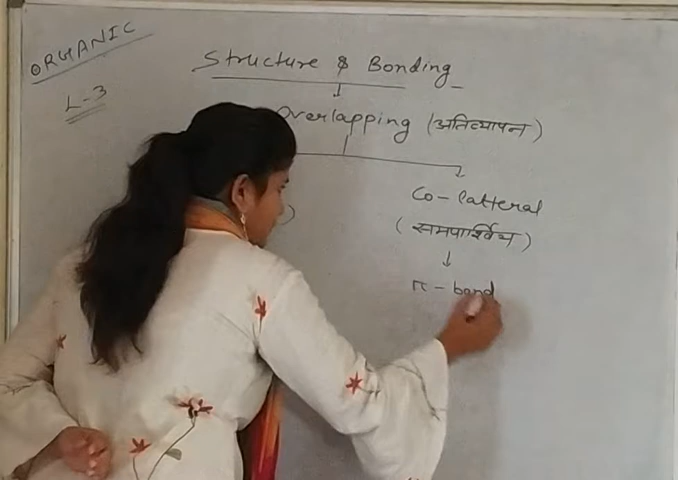 ORGANIC
L-3
Structure & Bonding
Overlapping (अतिव्यापन)
Co-latteral
(समपार्श्विय)
π-bond